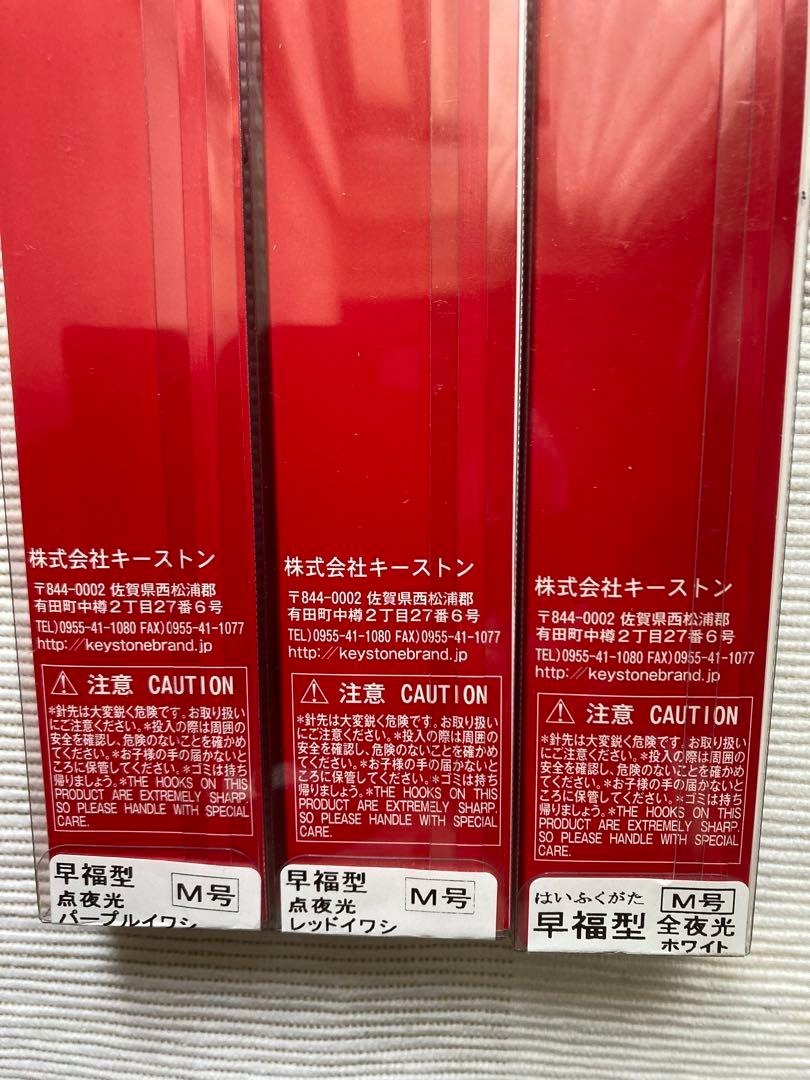 株式会社キーストン
〒844-0002 佐賀県西松浦郡
有田町中樽2丁目27番6号
TEL)0955-41-1080 FAX)0955-41-1077
http://keystonebrand.jp
⚠ 注意 CAUTION
*針先は大変鋭く危険です。お取り扱い
にご注意ください。*投入の際は周囲の
安全を確認し、危険のないことを確かめ
てください。*お子様の手の届かないと
ころに保管してください。*ゴミは持ち
帰りましょう。*THE HOOKS ON THIS
PRODUCT ARE EXTREMELY SHARP.
SO PLEASE HANDLE WITH SPECIAL
CARE.
早福型
点夜光
パープルイワシ
M号
株式会社キーストン
〒844-0002 佐賀県西松浦郡
有田町中樽2丁目27番6号
TEL)0955-41-1080 FAX)0955-41-1077
http://keystonebrand.jp
⚠ 注意 CAUTION
*針先は大変鋭く危険です。お取り扱い
にご注意ください。*投入の際は周囲の
安全を確認し、危険のないことを確かめ
てください。*お子様の手の届かないと
ころに保管してください。*ゴミは持ち
帰りましょう。*THE HOOKS ON THIS
PRODUCT ARE EXTREMELY SHARP.
SO PLEASE HANDLE WITH SPECIAL
CARE.
早福型
点夜光
レッドイワシ
M号
株式会社キーストン
〒844-0002 佐賀県西松浦郡
有田町中樽2丁目27番6号
TEL)0955-41-1080 FAX)0955-41-1077
http://keystonebrand.jp
⚠ 注意 CAUTION
*針先は大変鋭く危険です。お取り扱い
にご注意ください。*投入の際は周囲の
安全を確認し、危険のないことを確かめ
てください。*お子様の手の届かないと
ころに保管してください。*ゴミは持ち
帰りましょう。*THE HOOKS ON THIS
PRODUCT ARE EXTREMELY SHARP.
SO PLEASE HANDLE WITH SPECIAL
CARE.
はいふくがた
早福型
M号
全夜光
ホワイト